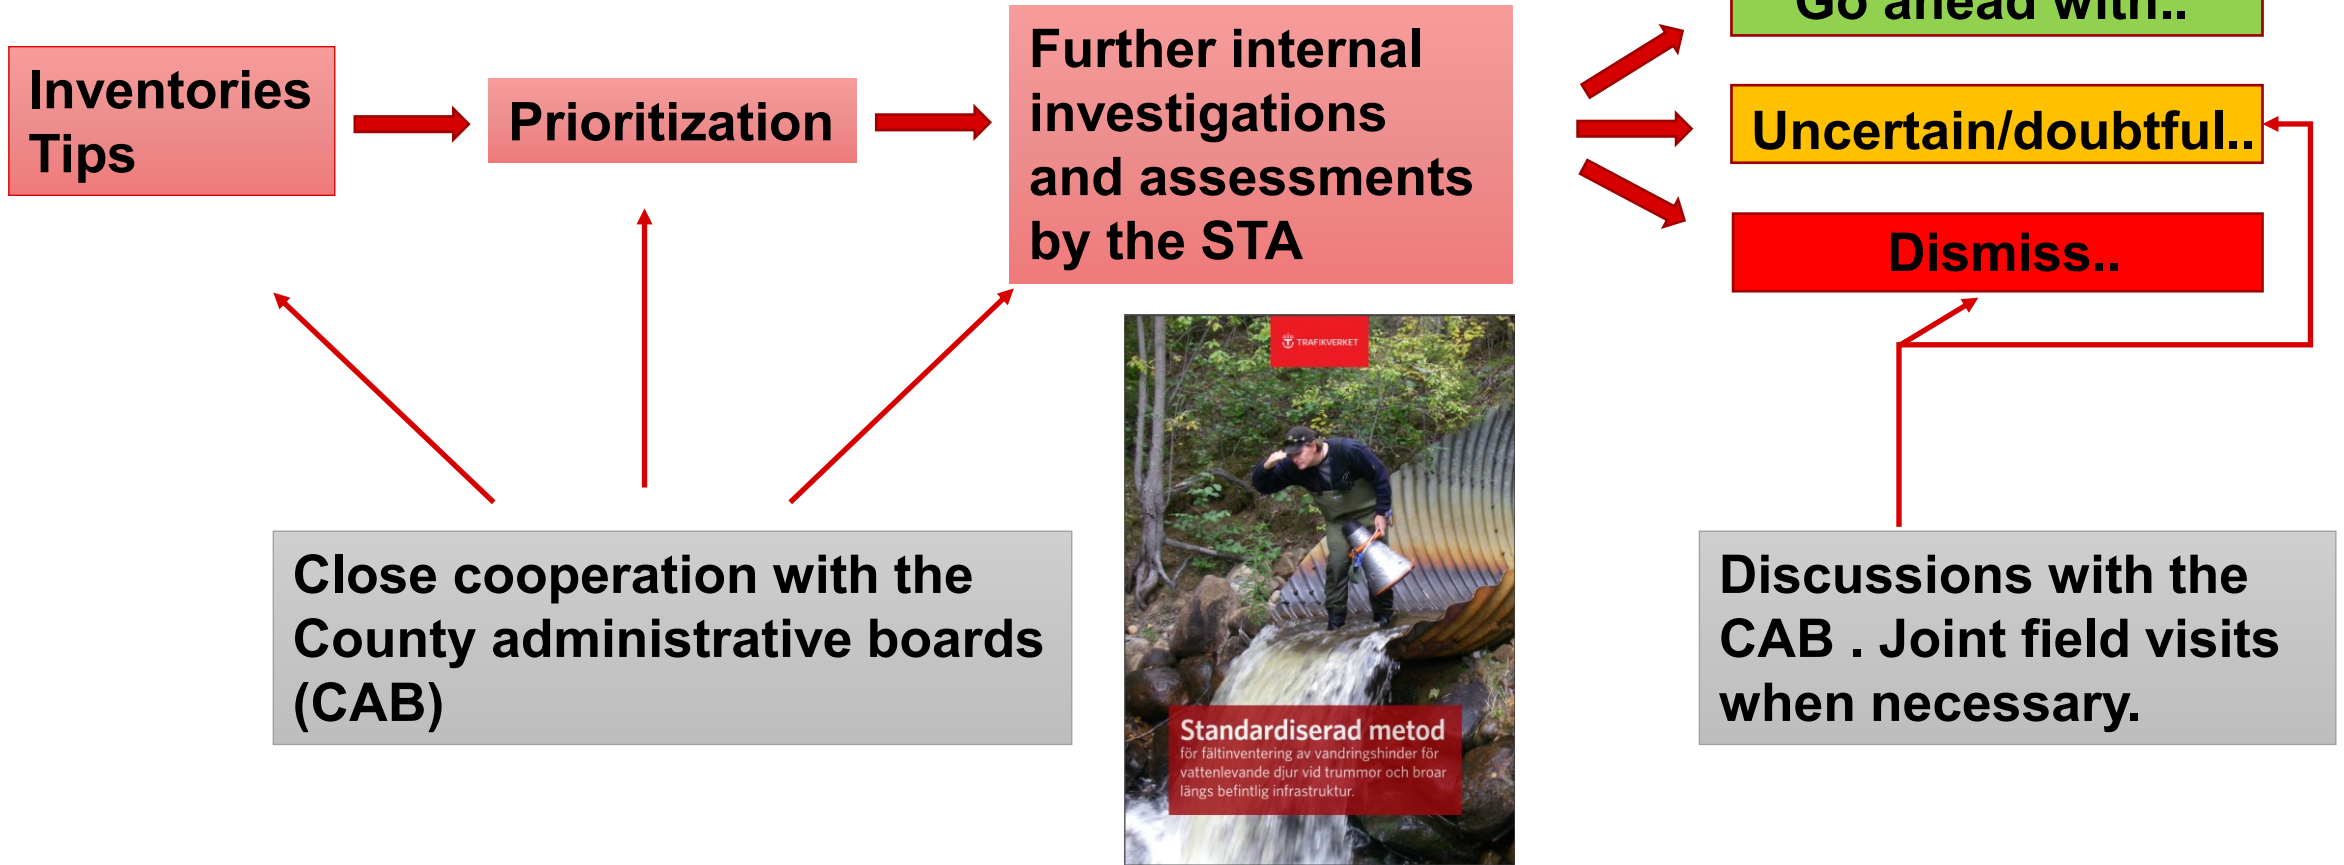 Inventories
Tips
Prioritization
Further internal
investigations
and assessments
by the STA
Go ahead with..
Uncertain/doubtful..
Dismiss..
Close cooperation with the
County administrative boards
(CAB)
TRAFIKVERKET
Standardiserad metod
för fältinventering av vandringshinder för
vattenlevande djur vid trummor och broar
längs befintlig infrastruktur.
Discussions with the
CAB . Joint field visits
when necessary.